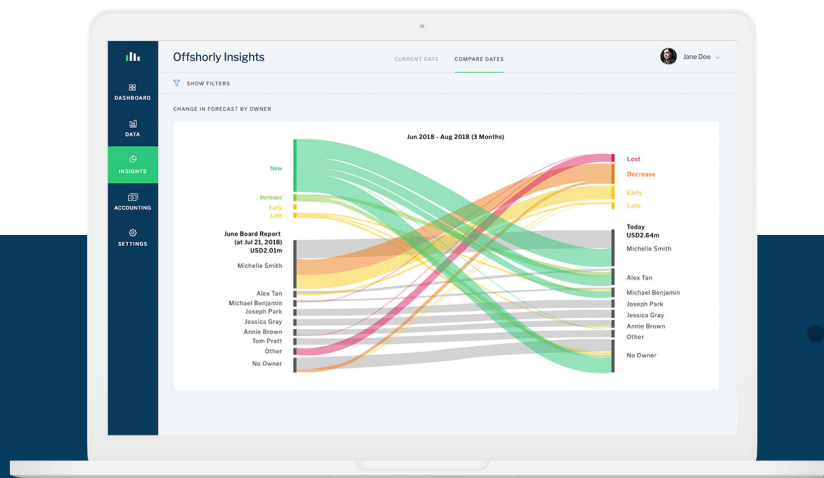 Offshorly Insights
CURRENT DATE
COMPARE DATES
Jane Doe
SHOW FILTERS
DASHBOARD
DATA
INSIGHTS
ACCOUNTING
SETTINGS
CHANGE IN FORECAST BY OWNER
Jun 2018 - Aug 2018 (3 Months)
New
Increase
Early
Late
June Board Report
(at Jul 21, 2018)
USD2.01m
Michelle Smith
Alex Tan
Michael Benjamin
Joseph Park
Jessica Gray
Annie Brown
Tom Pratt
Other
No Owner
Lost
Decrease
Early
Late
Today
USD2.64m
Michelle Smith
Alex Tan
Michael Benjamin
Joseph Park
Jessica Gray
Annie Brown
Other
No Owner